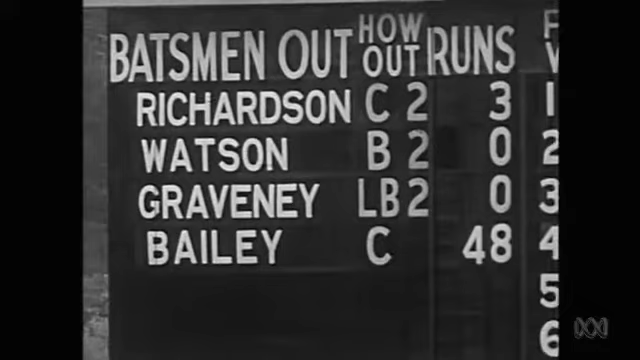 BATSMEN OUT HOW OUT RUNS F
RICHARDSON C 2 3 1
WATSON B 2 0 2
GRAVENEY LB 2 0 3
BAILEY C 48 4
5
6